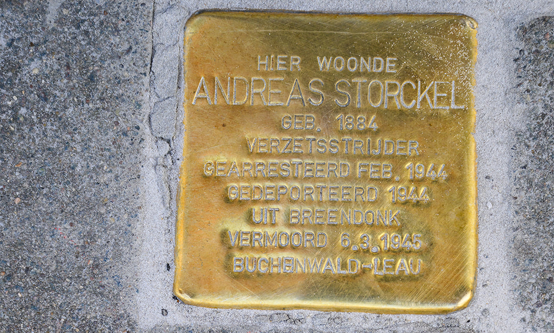 HIER WOONDE
ANDREAS STORCKEL
GEB. 1884
VERZETSSTRIJDER
GEARRESTEERD FEB. 1944
GEDEPORTEERD 1944
UIT BREENDONK
VERMOORD 6.3.1945
BUCHENWALD-LEAU